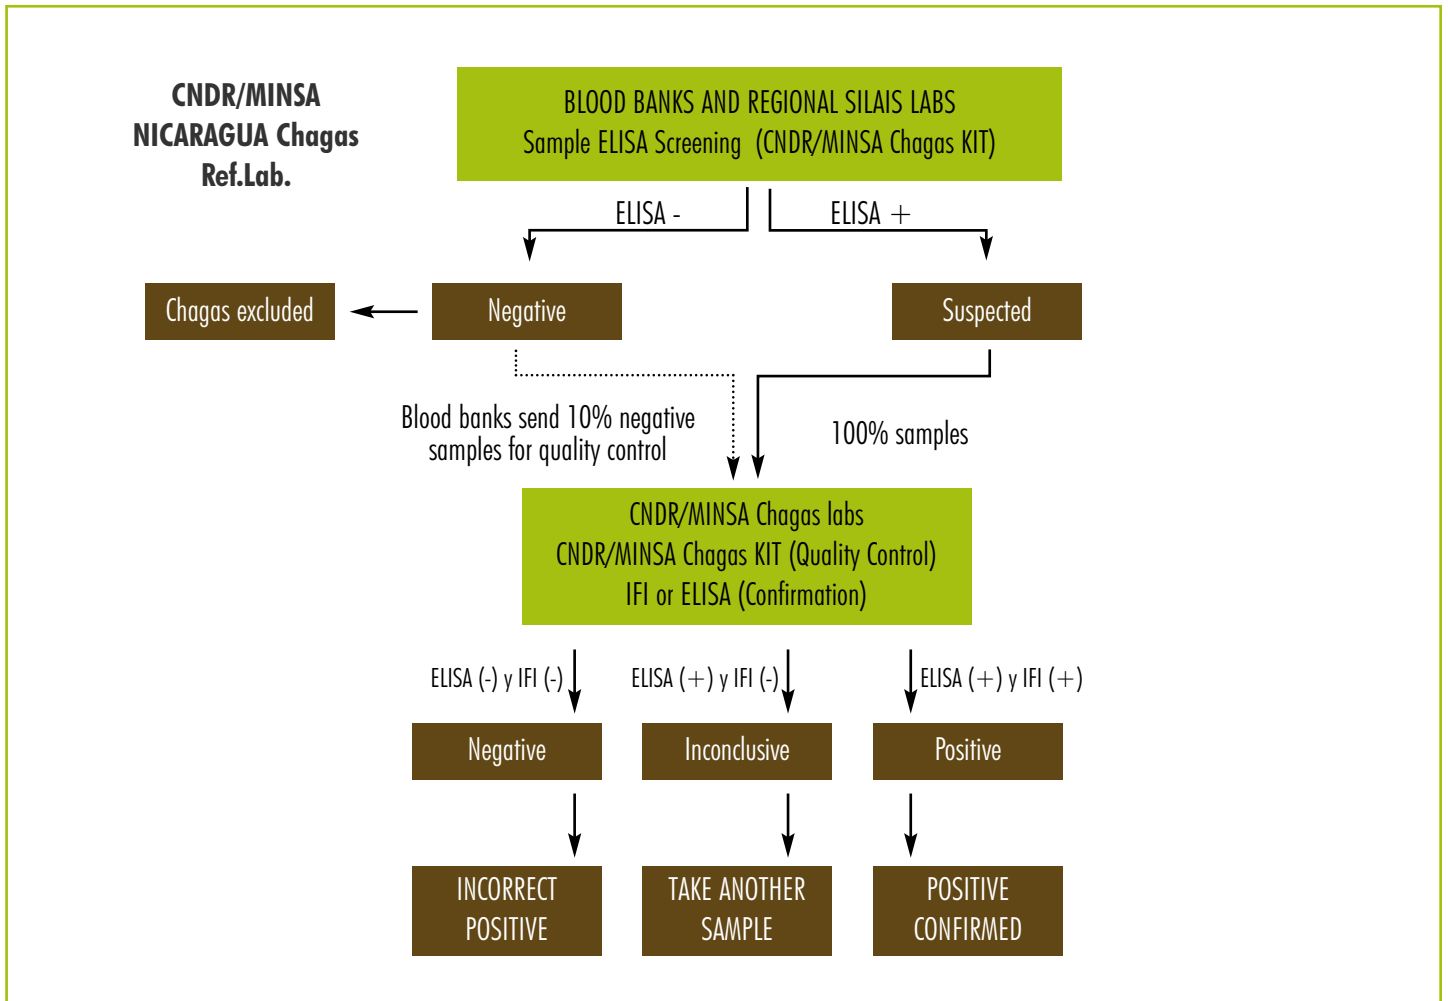 CNDR/MINSA
NICARAGUA Chagas
Ref.Lab.
BLOOD BANKS AND REGIONAL SILAIS LABS
Sample ELISA Screening (CNDR/MINSA Chagas KIT)
ELISA -
ELISA +
Chagas excluded
Negative
Suspected
Blood banks send 10% negative
samples for quality control
100% samples
CNDR/MINSA Chagas labs
CNDR/MINSA Chagas KIT (Quality Control)
IFI or ELISA (Confirmation)
ELISA (-) y IFI (-)
ELISA (+) y IFI (-)
ELISA (+) y IFI (+)
Negative
Inconclusive
Positive
INCORRECT
POSITIVE
TAKE ANOTHER
SAMPLE
POSITIVE
CONFIRMED